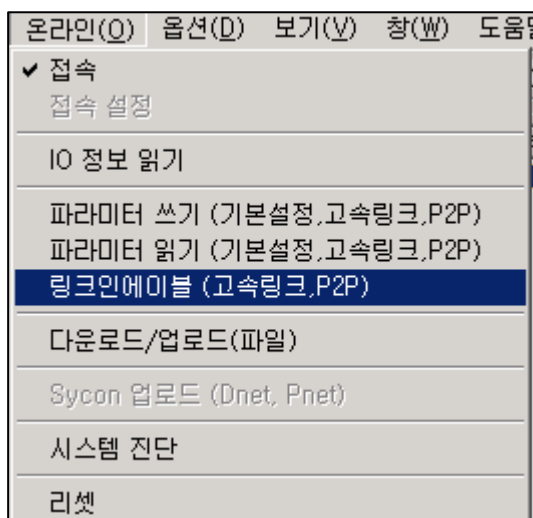 온라인(O) 옵션(D) 보기(V) 창(W) 도움
접속
접속 설정
IO 정보 읽기
파라미터 쓰기 (기본설정,고속링크,P2P)
파라미터 읽기 (기본설정,고속링크,P2P)
링크인에이블 (고속링크,P2P)
다운로드/업로드(파일)
Sycon 업로드 (Dnet, Pnet)
시스템 진단
리셋